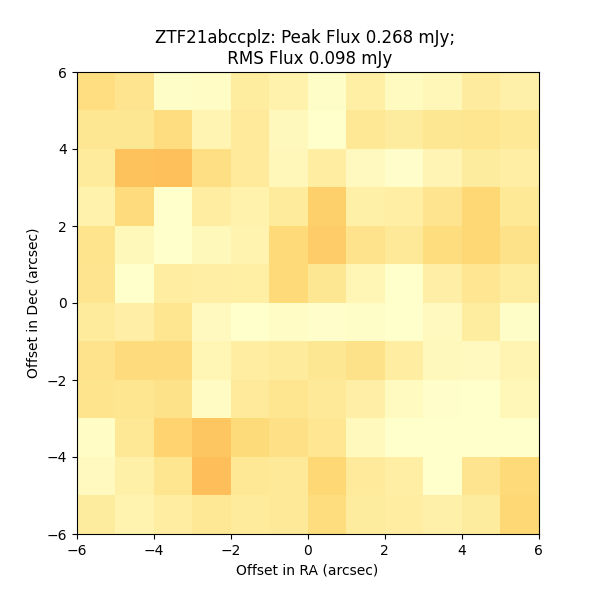 ZTF21abccplz: Peak Flux 0.268 mJy;
RMS Flux 0.098 mJy
6
4
2
0
−2
−4
−6
Offset in Dec (arcsec)
−6 −4 −2 0 2 4 6
Offset in RA (arcsec)